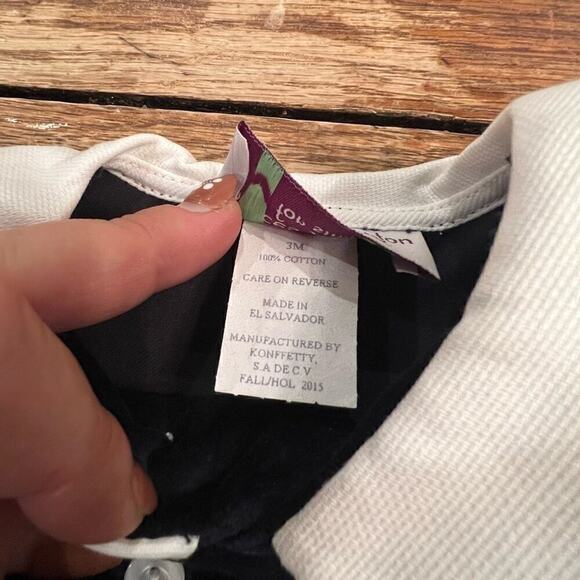 3M
100% COTTON
CARE ON REVERSE
MADE IN
EL SALVADOR
MANUFACTURED BY
KONFFETTY,
S.A DE C.V
FALL/HOL 2015